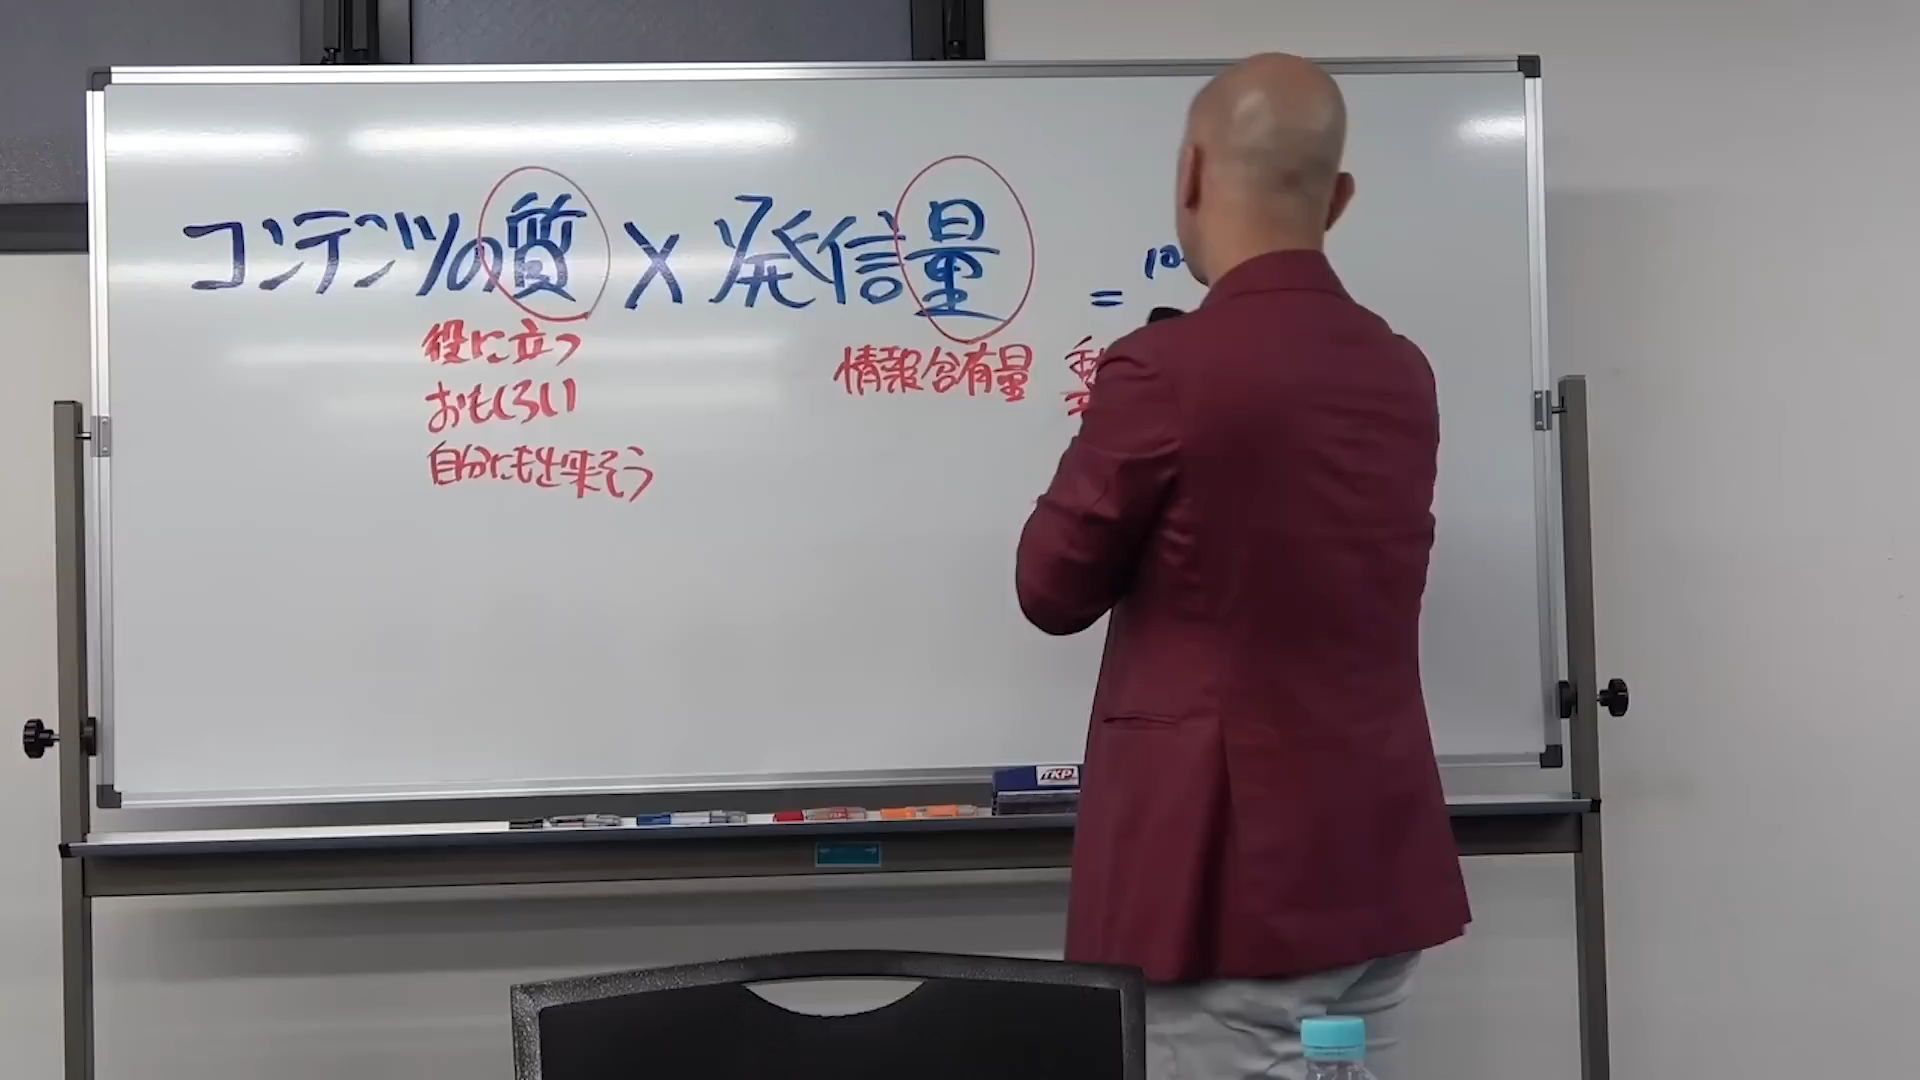 コンテンツの質 × 発信量 =
役に立つ
おもしろい
自分にも出来そう
情報含有量
TKP